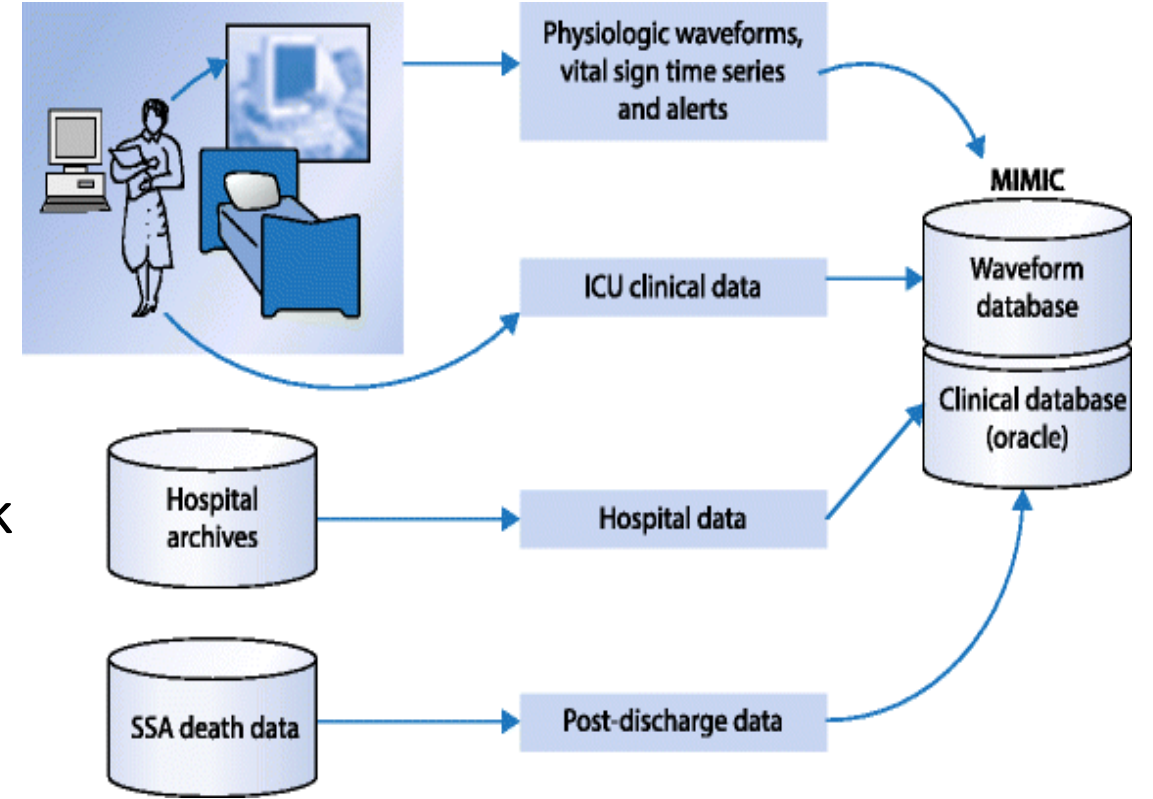 Physiologic waveforms,
vital sign time series
and alerts
MIMIC
Waveform
database
ICU clinical data
Clinical database
(oracle)
Hospital
archives
Hospital data
k
SSA death data
Post-discharge data